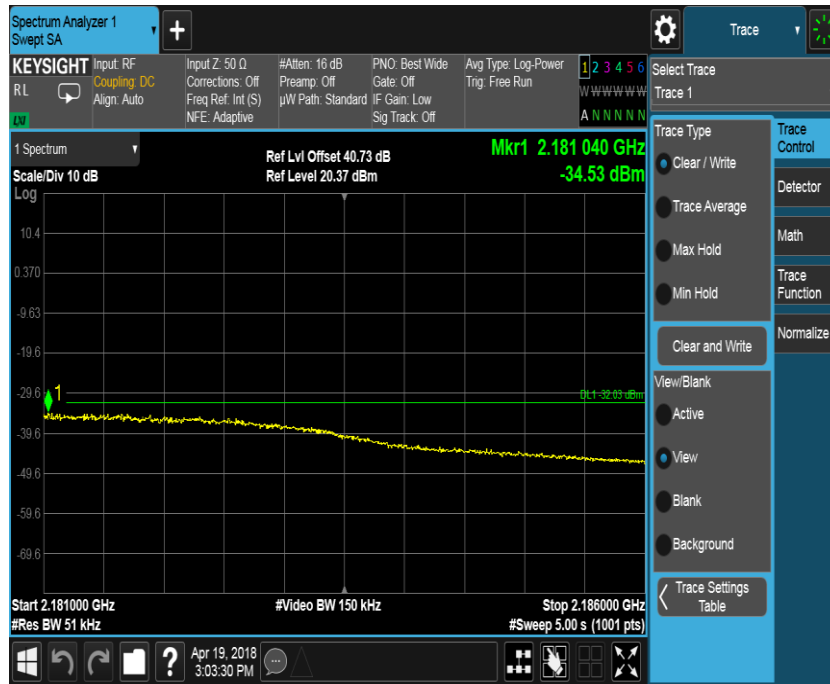 Spectrum Analyzer 1
Swept SA
+
Trace
KEYSIGHT
RL
LXI
Input: RF
Coupling: DC
Align: Auto
Input Z: 50 Ω
Corrections: Off
Freq Ref: Int (S)
NFE: Adaptive
#Atten: 16 dB
Preamp: Off
µW Path: Standard
PNO: Best Wide
Gate: Off
IF Gain: Low
Sig Track: Off
Avg Type: Log-Power
Trig: Free Run
1 2 3 4 5 6
W W W W W W
A N N N N N
Select Trace
Trace 1
1 Spectrum
Scale/Div 10 dB
Ref Lvl Offset 40.73 dB
Ref Level 20.37 dBm
Mkr1 2.181 040 GHz
-34.53 dBm
Log
10.4
0.370
-9.63
-19.6
-29.6
-39.6
-49.6
-59.6
-69.6
1
DL1 -32.03 dBm
Start 2.181000 GHz
#Video BW 150 kHz
Stop 2.186000 GHz
#Res BW 51 kHz
#Sweep 5.00 s (1001 pts)
Trace Type
Clear / Write
Trace Average
Max Hold
Min Hold
Clear and Write
View/Blank
Active
View
Blank
Background
Trace Settings
Table
Trace
Control
Detector
Math
Trace
Function
Normalize
?
Apr 19, 2018
3:03:30 PM